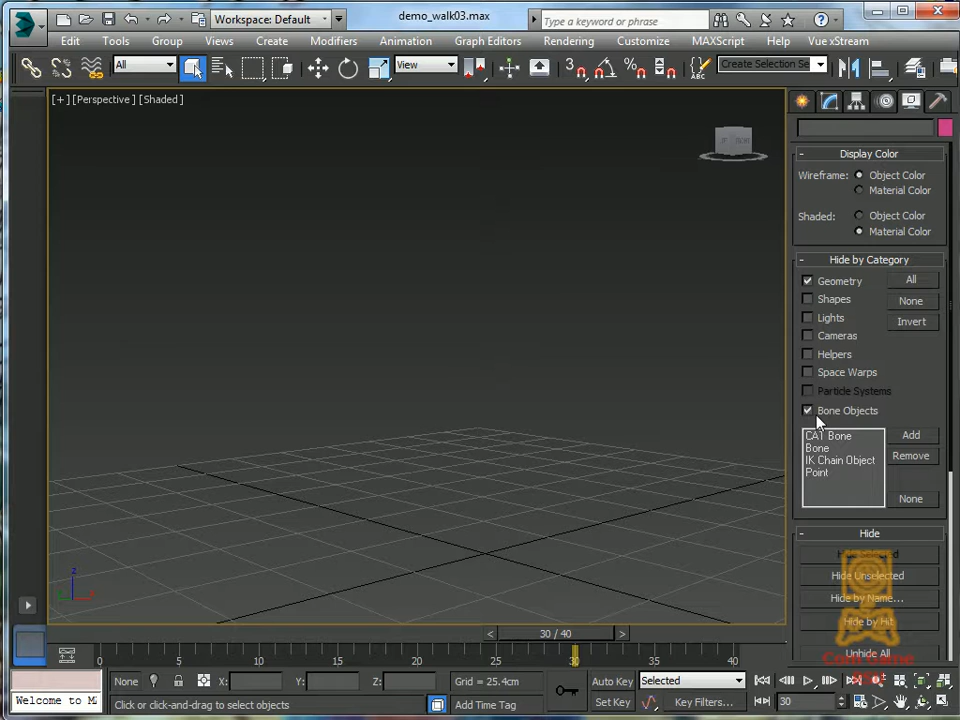 Workspace: Default
demo_walk03.max
Type a keyword or phrase
Edit Tools Group Views Create Modifiers Animation Graph Editors Rendering Customize MAXScript Help Vue xStream
All
View
3
Create Selection Se
[+] [Perspective] [Shaded]
Display Color
Wireframe: Object Color
Material Color
Shaded: Object Color
Material Color
Hide by Category
Geometry All
Shapes None
Lights Invert
Cameras
Helpers
Space Warps
Particle Systems
Bone Objects
CAT Bone Add
Bone
IK Chain Object Remove
Point
None
Hide
Hide Unselected
Hide by Name...
Hide by Hit
Unhide All
z
30 / 40
0 5 10 15 20 25 30 35 40
None X: Y: Z: Grid = 25.4cm Auto Key Selected
Welcome to M
Click or click-and-drag to select objects Add Time Tag Set Key Key Filters... 30